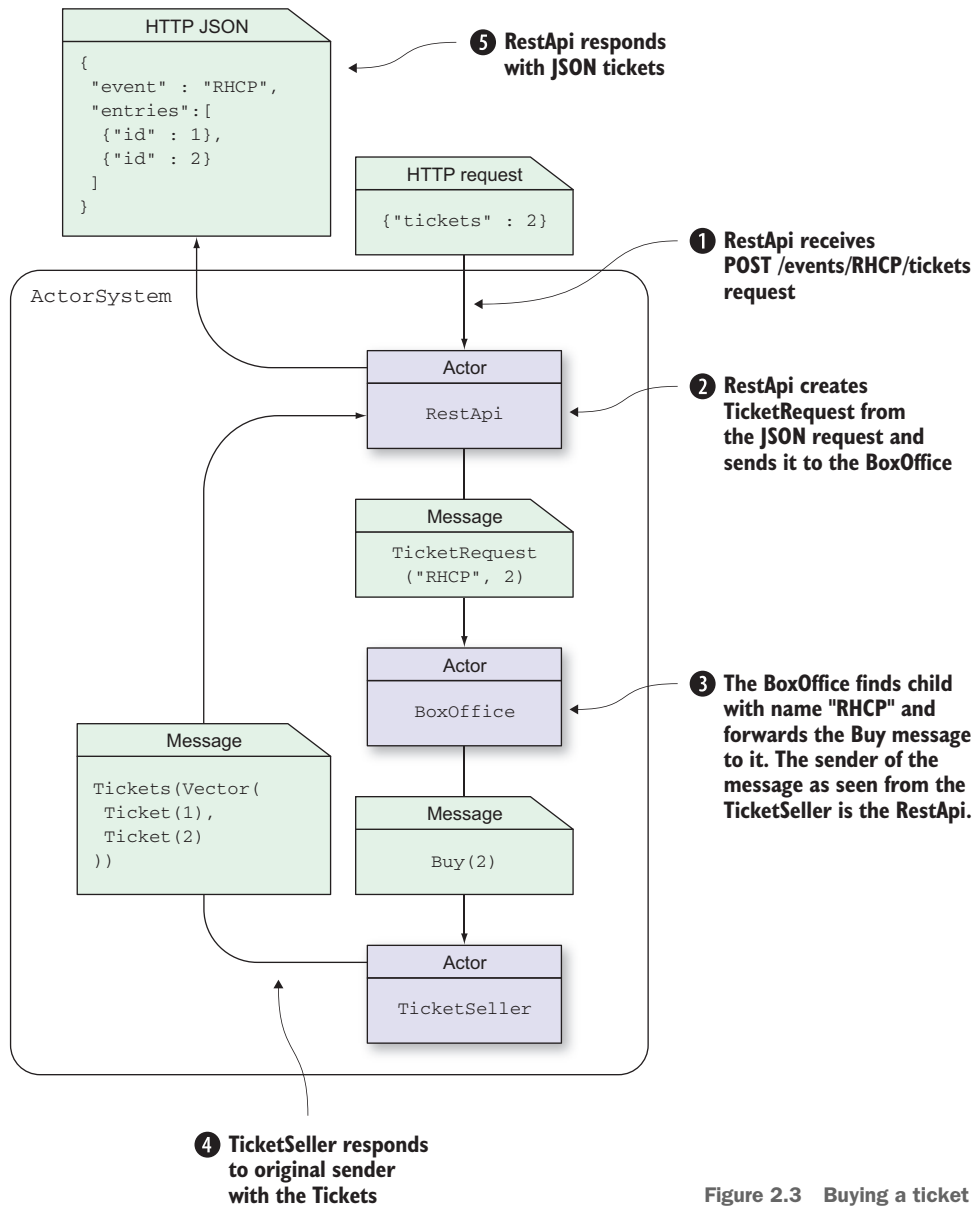 HTTP JSON
{
"event" : "RHCP",
"entries":[
{"id" : 1},
{"id" : 2}
]
}
5 RestApi responds
with JSON tickets
HTTP request
{"tickets" : 2}
1 RestApi receives
POST /events/RHCP/tickets
request
ActorSystem
Actor
RestApi
2 RestApi creates
TicketRequest from
the JSON request and
sends it to the BoxOffice
Message
TicketRequest
("RHCP", 2)
Actor
BoxOffice
3 The BoxOffice finds child
with name "RHCP" and
forwards the Buy message
to it. The sender of the
message as seen from the
TicketSeller is the RestApi.
Message
Tickets(Vector(
Ticket(1),
Ticket(2)
))
Message
Buy(2)
Actor
TicketSeller
4 TicketSeller responds
to original sender
with the Tickets
Figure 2.3 Buying a ticket